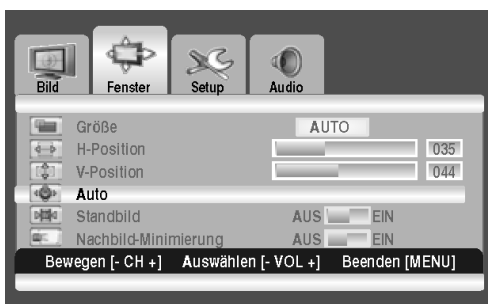 Bild Fenster Setup Audio
Größe AUTO
H-Position 035
V-Position 044
Auto
Standbild AUS EIN
Nachbild-Minimierung AUS EIN
Bewegen [- CH +] Auswählen [- VOL +] Beenden [MENU]